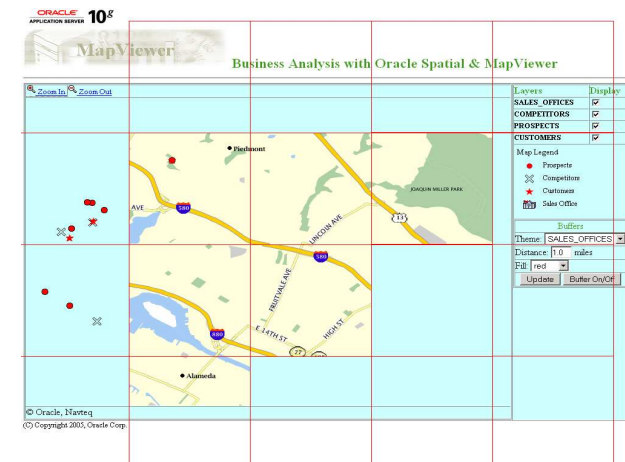 ORACLE
APPLICATION SERVER 10g
MapViewer
Business Analysis with Oracle Spatial & MapViewer
Zoom In Zoom Out
Layers Display
SALES_OFFICES
COMPETITORS
PROSPECTS
CUSTOMERS
Map Legend
Prospects
Competitors
Customers
Sales Office
Buffers
Theme: SALES_OFFICES
Distance: 1.0 miles
Fill: red
Update Buffer On/Off
Piedmont
JOAQUIN MILLER PARK
AVE
580
13
LINCOLN AVE
580
FRUITVALE AVE
880
E 14TH ST
HIGH ST
27
Alameda
© Oracle, Navteq
(C) Copyright 2005, Oracle Corp.